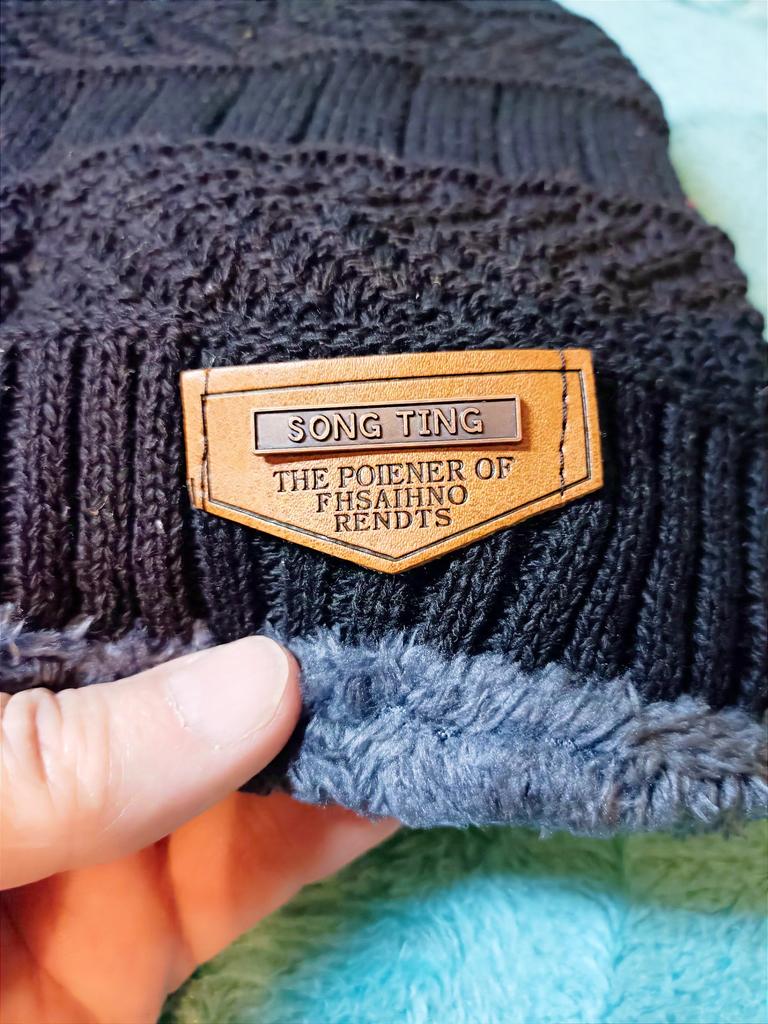 SONG TING
THE POIENER OF
FHSAIHNO
RENDTS